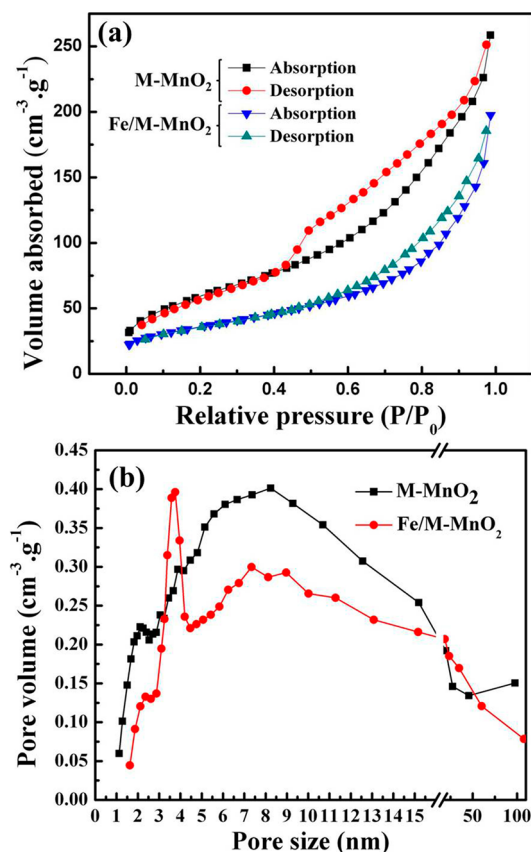 (a)
M-MnO₂
Absorption
Desorption
Fe/M-MnO₂
Absorption
Desorption
Volume absorbed (cm⁻³.g⁻¹)
250
200
150
100
50
0
0.0 0.2 0.4 0.6 0.8 1.0
Relative pressure (P/P₀)
(b)
M-MnO₂
Fe/M-MnO₂
Pore volume (cm⁻³.g⁻¹)
0.45
0.40
0.35
0.30
0.25
0.20
0.15
0.10
0.05
0.00
0 1 2 3 4 5 6 7 8 9 10 11 12 13 14 15 50 100
Pore size (nm)